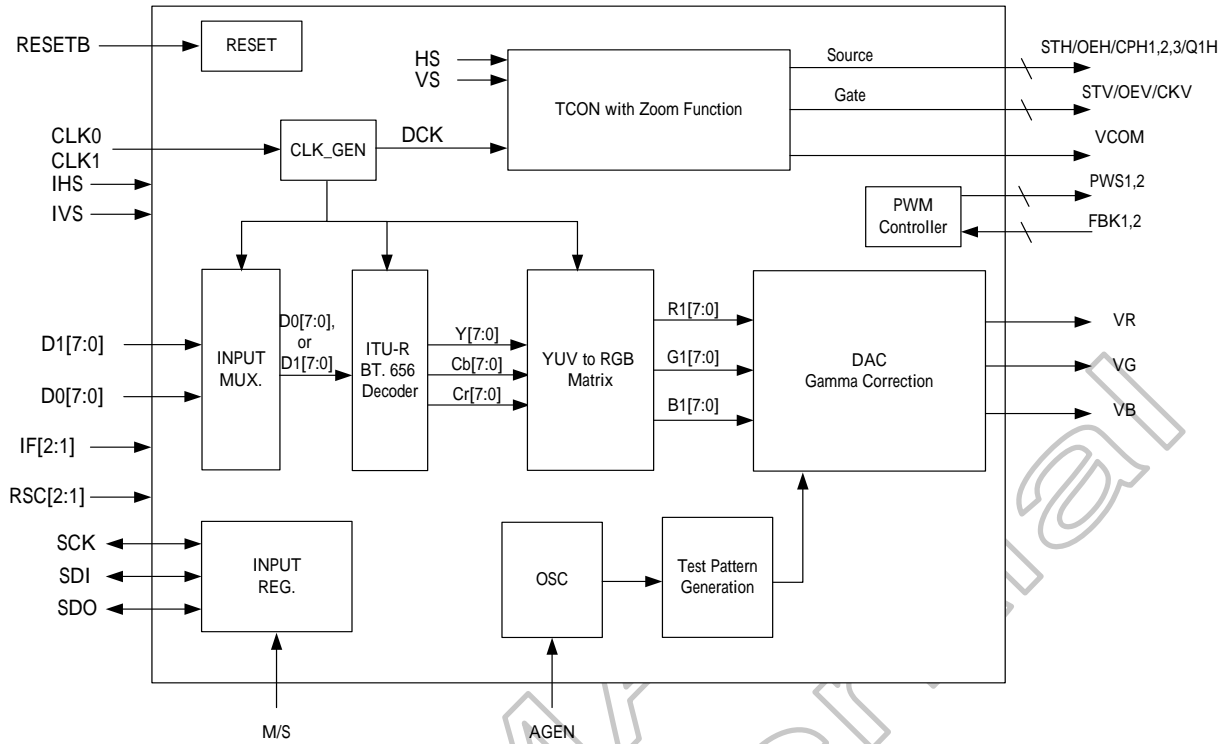 RESETB
RESET
HS
VS
TCON with Zoom Function
Source
Gate
STH/OEH/CPH1,2,3/Q1H
STV/OEV/CKV
VCOM
CLK0
CLK1
CLK_GEN
DCK
IHS
IVS
PWM
Controller
PWS1,2
FBK1,2
D1[7:0]
D0[7:0]
INPUT
MUX.
D0[7:0],
or
D1[7:0]
ITU-R
BT. 656
Decoder
Y[7:0]
Cb[7:0]
Cr[7:0]
YUV to RGB
Matrix
R1[7:0]
G1[7:0]
B1[7:0]
DAC
Gamma Correction
VR
VG
VB
IF[2:1]
RSC[2:1]
SCK
SDI
SDO
INPUT
REG.
OSC
Test Pattern
Generation
M/S
AGEN